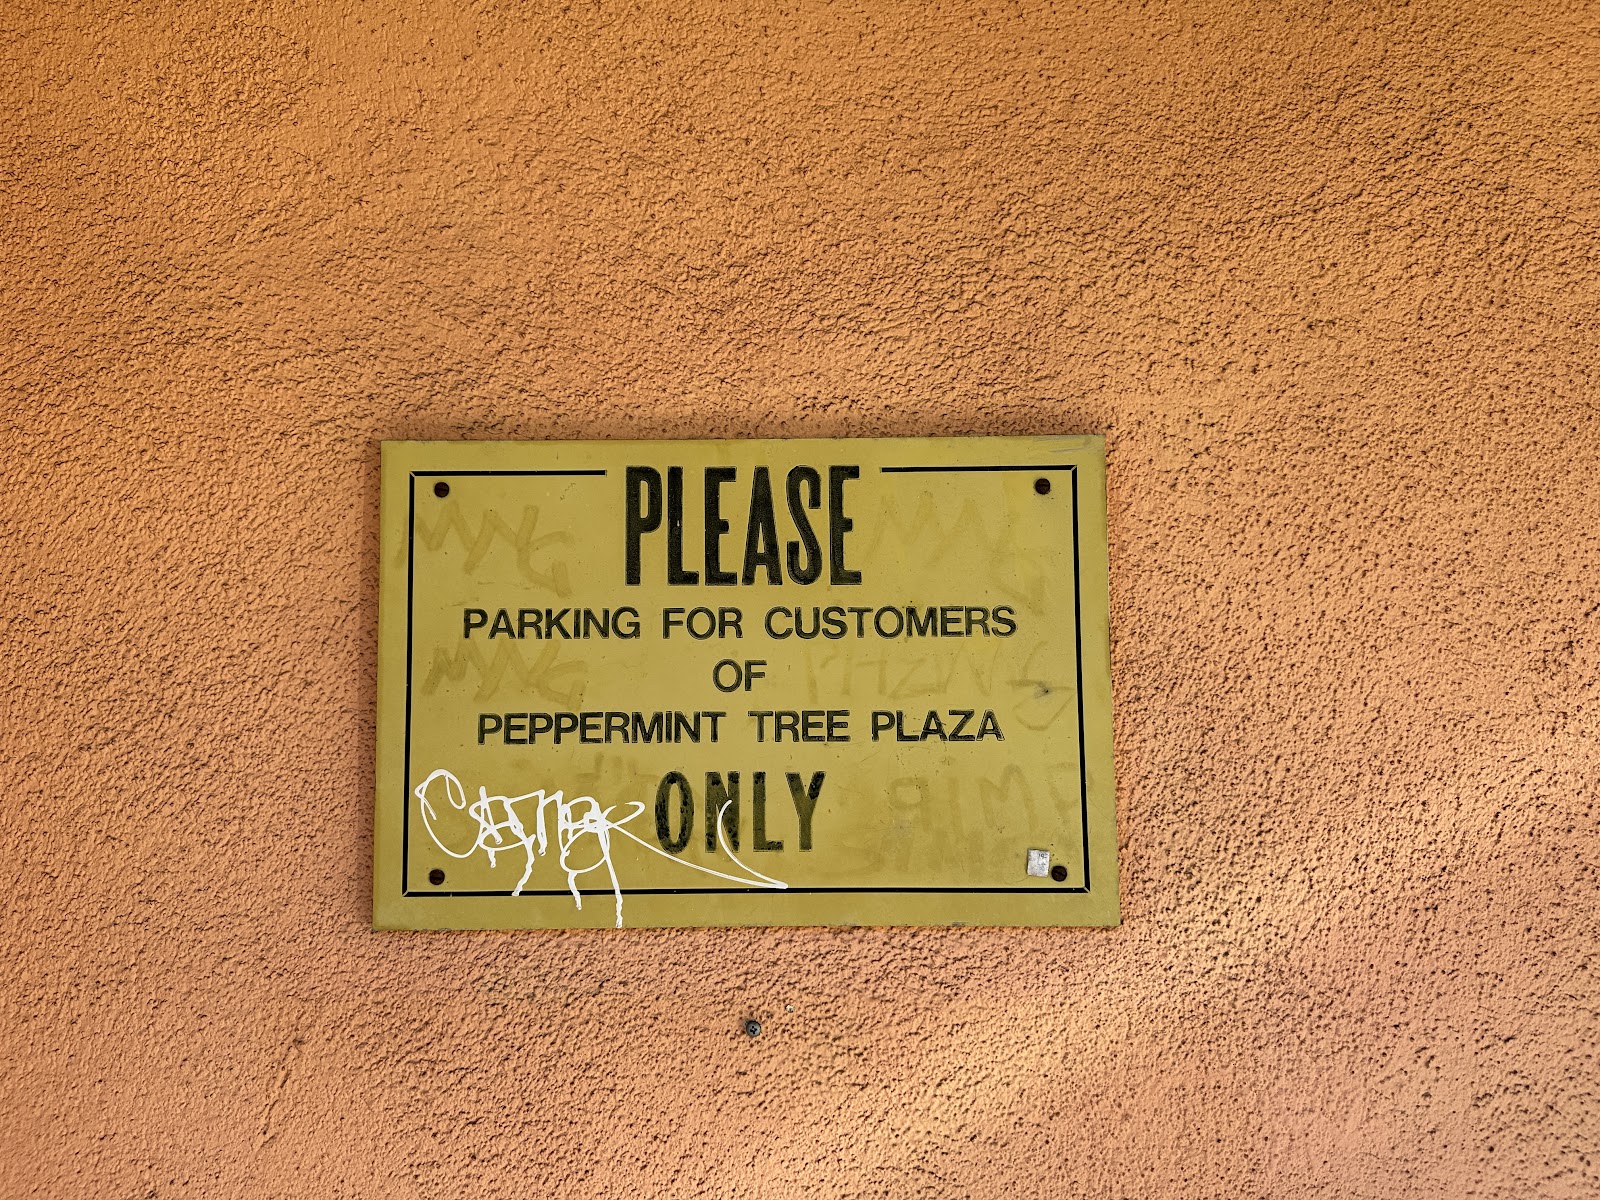 PLEASE
PARKING FOR CUSTOMERS
OF
PEPPERMINT TREE PLAZA
ONLY